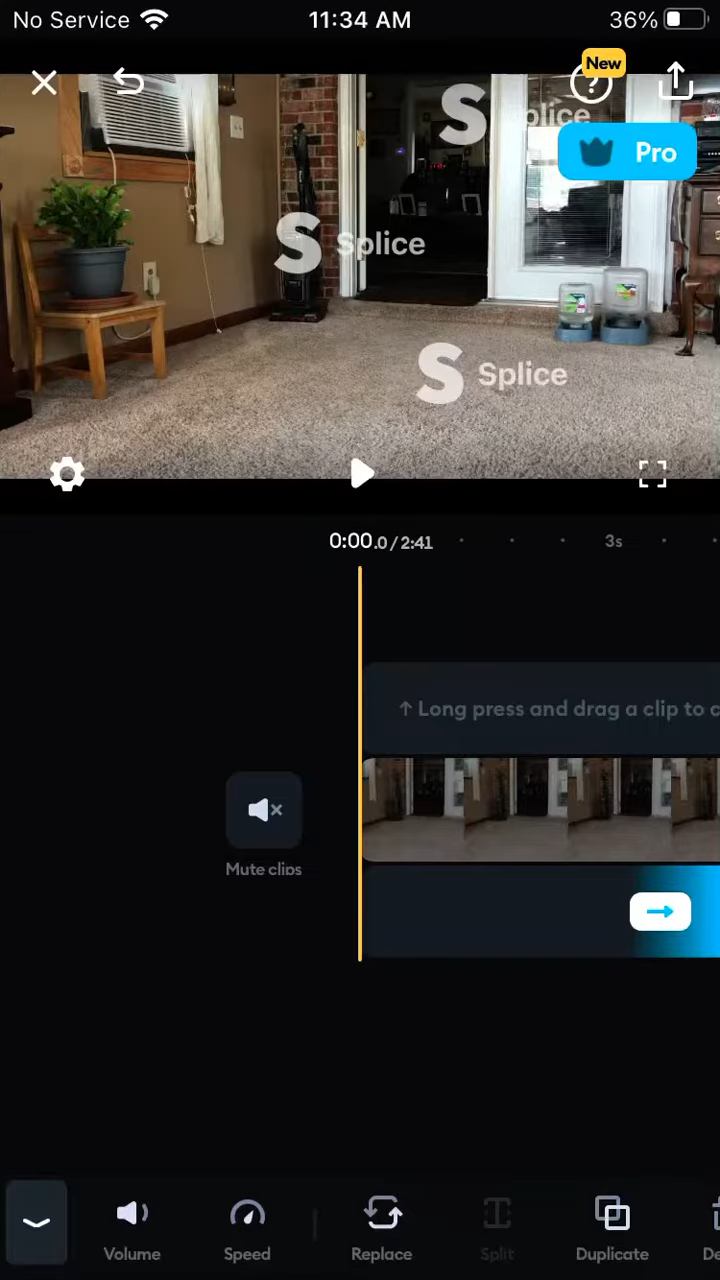 No Service
11:34 AM
36%
New
?
S Splice
Pro
S Splice
S Splice
0:00.0 / 2:41
3s
↑ Long press and drag a clip to
Mute clips
Volume
Speed
Replace
Split
Duplicate